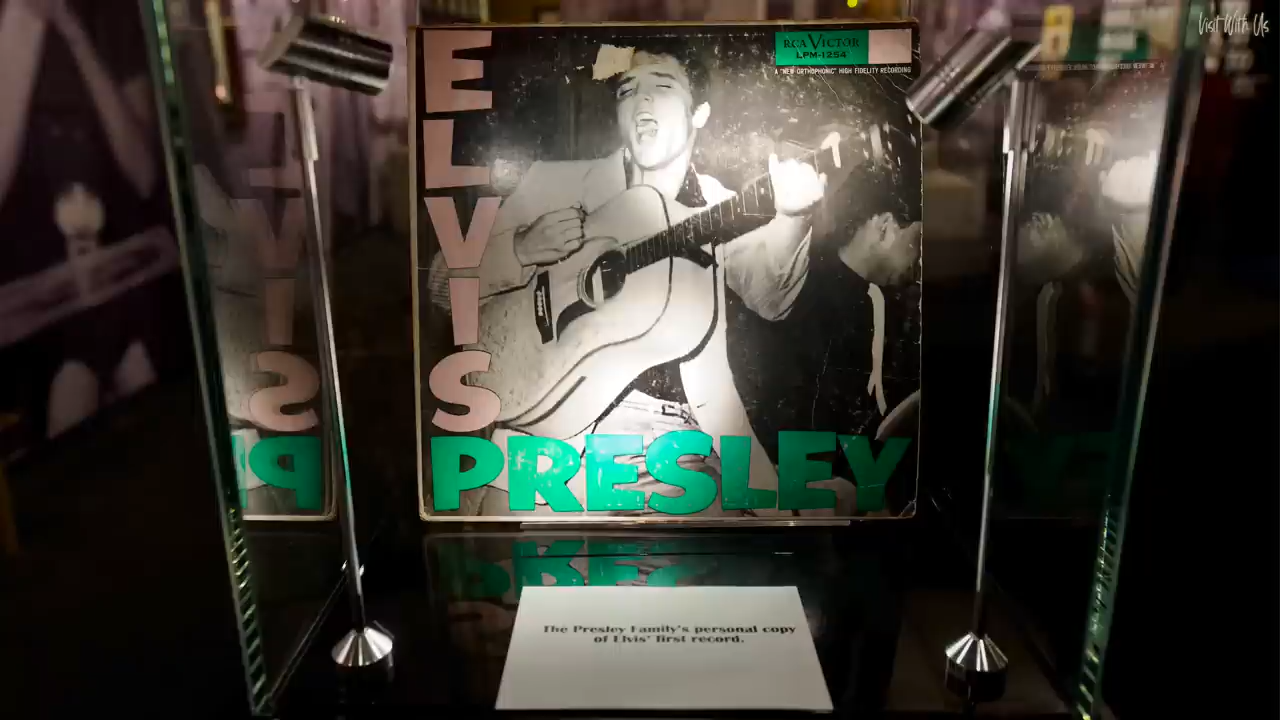 Visit With Us
RCA VICTOR
LPM-1254
A "NEW ORTHOPHONIC" HIGH FIDELITY RECORDING
ELVIS
PRESLEY
The Presley Family's personal copy
of Elvis' first record.